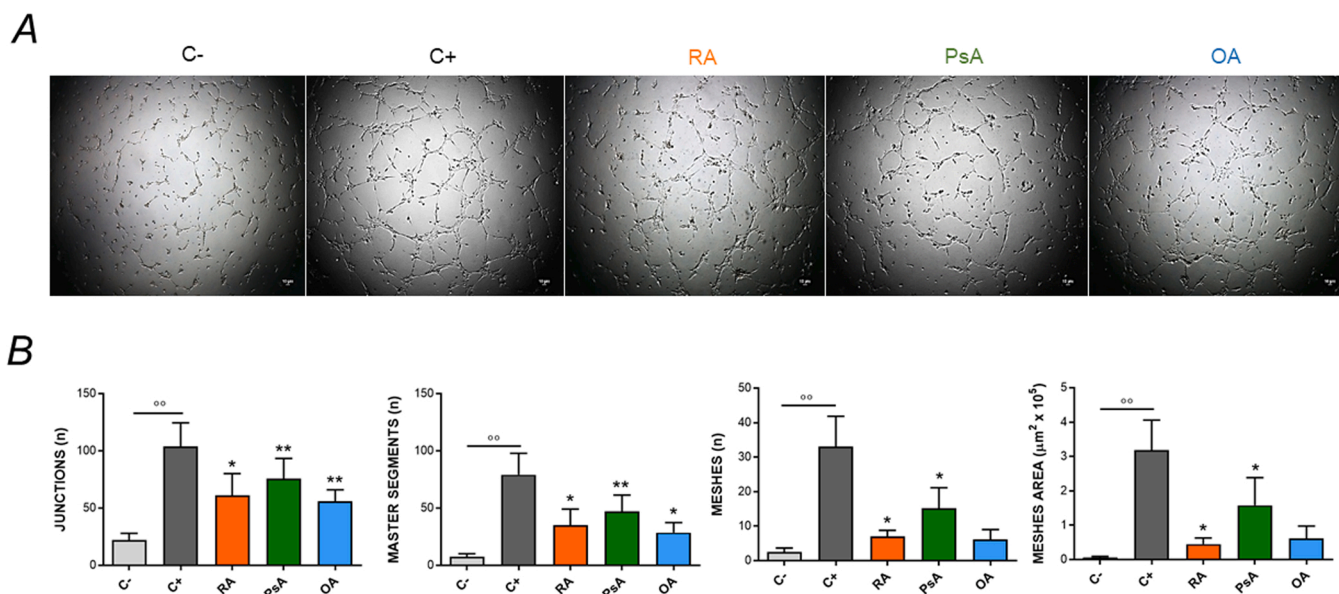 A
C- C+ RA PsA OA
10 µm
B
JUNCTIONS (n)
150
100
50
0
°°
* ** **
C- C+ RA PsA OA
MASTER SEGMENTS (n)
150
100
50
0
°°
* ** *
C- C+ RA PsA OA
MESHES (n)
50
40
30
20
10
0
°°
* *
C- C+ RA PsA OA
MESHES AREA (µm² x 10⁵)
5
4
3
2
1
0
°°
* *
C- C+ RA PsA OA